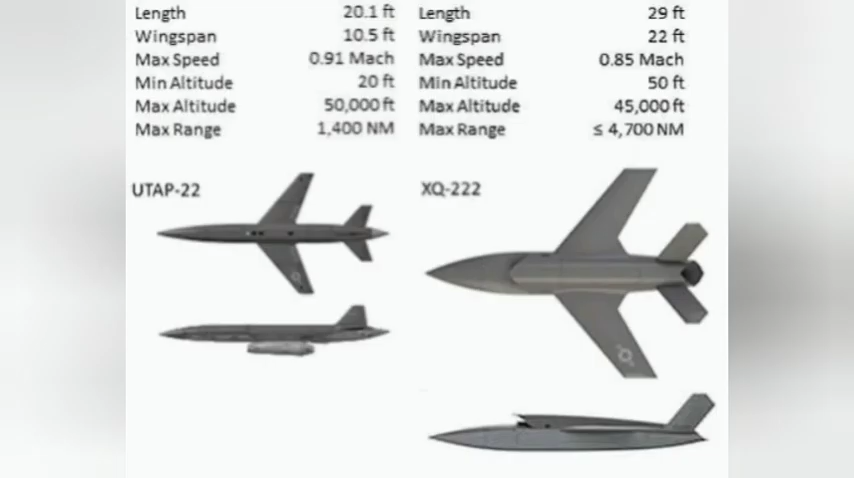 Length 20.1 ft
Wingspan 10.5 ft
Max Speed 0.91 Mach
Min Altitude 20 ft
Max Altitude 50,000 ft
Max Range 1,400 NM
Length 29 ft
Wingspan 22 ft
Max Speed 0.85 Mach
Min Altitude 50 ft
Max Altitude 45,000 ft
Max Range ≤ 4,700 NM
UTAP-22
XQ-222